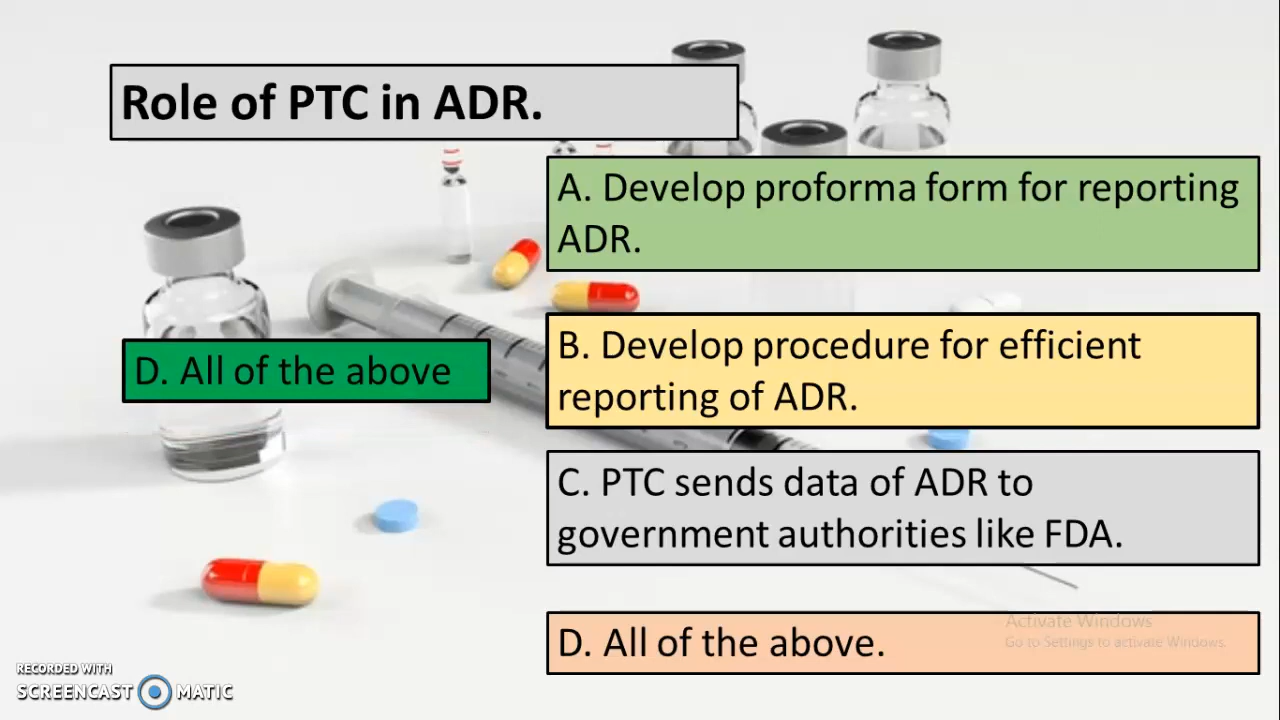 Role of PTC in ADR.
A. Develop proforma form for reporting
ADR.
B. Develop procedure for efficient
reporting of ADR.
D. All of the above
C. PTC sends data of ADR to
government authorities like FDA.
D. All of the above.
Activate Windows
Go to Settings to activate Windows.
RECORDED WITH
SCREENCAST MATIC